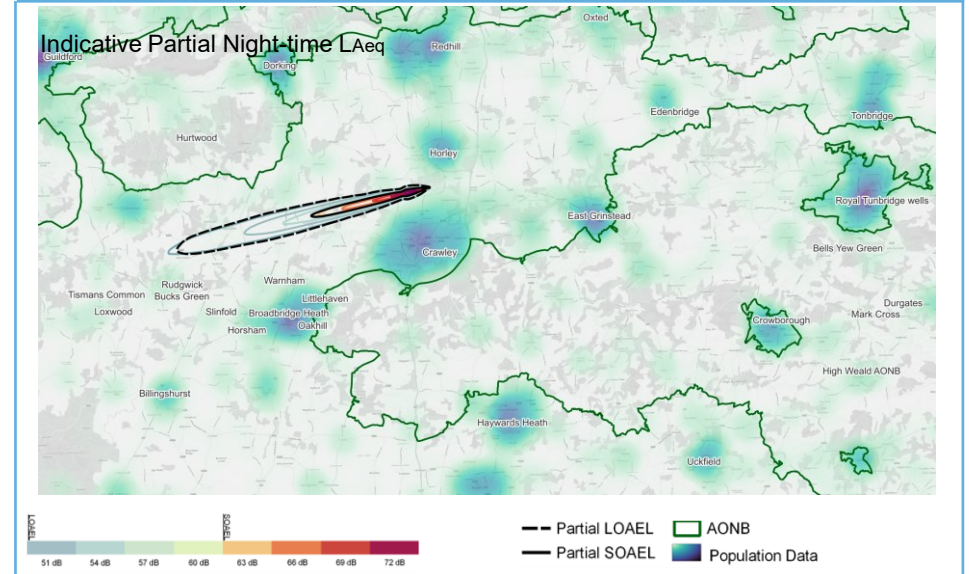 Indicative Partial Night-time LAeq
Oxted
Guildford
Redhill
Dorking
Edenbridge
Tonbridge
Hurtwood
Horley
Royal Tunbridge wells
East Grinstead
Bells Yew Green
Crawley
Warnham
Rudgwick
Tismans Common
Bucks Green
Littlehaven
Durgates
Loxwood
Slinfold
Broadbridge Heath
Mark Cross
Crowborough
Horsham
Oakhill
High Weald AONB
Billingshurst
Haywards Heath
Uckfield
LOAEL
SOAEL
51 dB 54 dB 57 dB 60 dB 63 dB 66 dB 69 dB 72 dB
Partial LOAEL
AONB
Partial SOAEL
Population Data